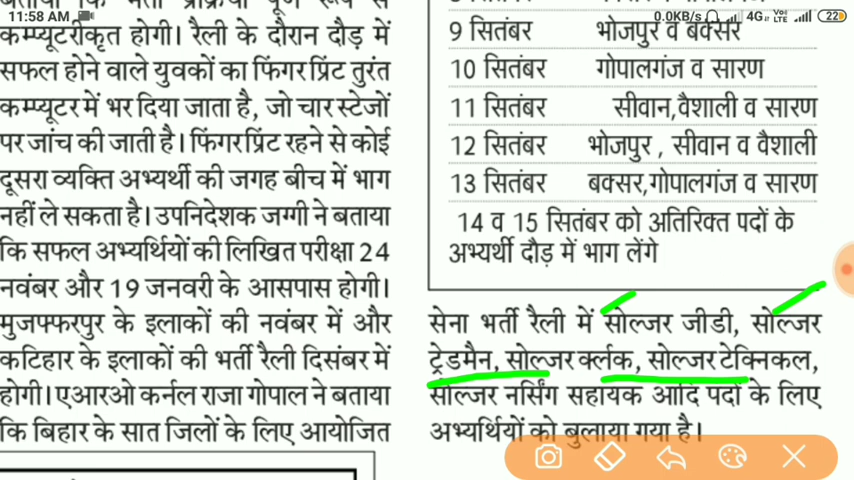 11:58 AM
0.0KB/s
4G
Vo
LTE
22
कम्प्यूटरीकृत होगी। रैली के दौरान दौड़ में
सफल होने वाले युवकों का फिंगर प्रिंट तुरंत
कम्प्यूटर में भर दिया जाता है, जो चार स्टेजों
पर जांच की जाती है। फिंगर प्रिंट रहने से कोई
दूसरा व्यक्ति अभ्यर्थी की जगह बीच में भाग
नहीं ले सकता है। उपनिदेशक जग्गी ने बताया
कि सफल अभ्यर्थियों की लिखित परीक्षा 24
नवंबर और 19 जनवरी के आसपास होगी।
मुजफ्फरपुर के इलाकों की नवंबर में और
कटिहार के इलाकों की भर्ती रैली दिसंबर में
होगी। एआरओ कर्नल राजा गोपाल ने बताया
कि बिहार के सात जिलों के लिए आयोजित
9 सितंबर भोजपुर व बक्सर
10 सितंबर गोपालगंज व सारण
11 सितंबर सीवान,वैशाली व सारण
12 सितंबर भोजपुर , सीवान व वैशाली
13 सितंबर बक्सर,गोपालगंज व सारण
14 व 15 सितंबर को अतिरिक्त पदों के
अभ्यर्थी दौड़ में भाग लेंगे
सेना भर्ती रैली में सोल्जर जीडी, सोल्जर
ट्रेडमैन, सोल्जर क्र्लक, सोल्जर टेक्निकल,
सोल्जर नर्सिंग सहायक आदि पदों के लिए
अभ्यर्थियों को बुलाया गया है।